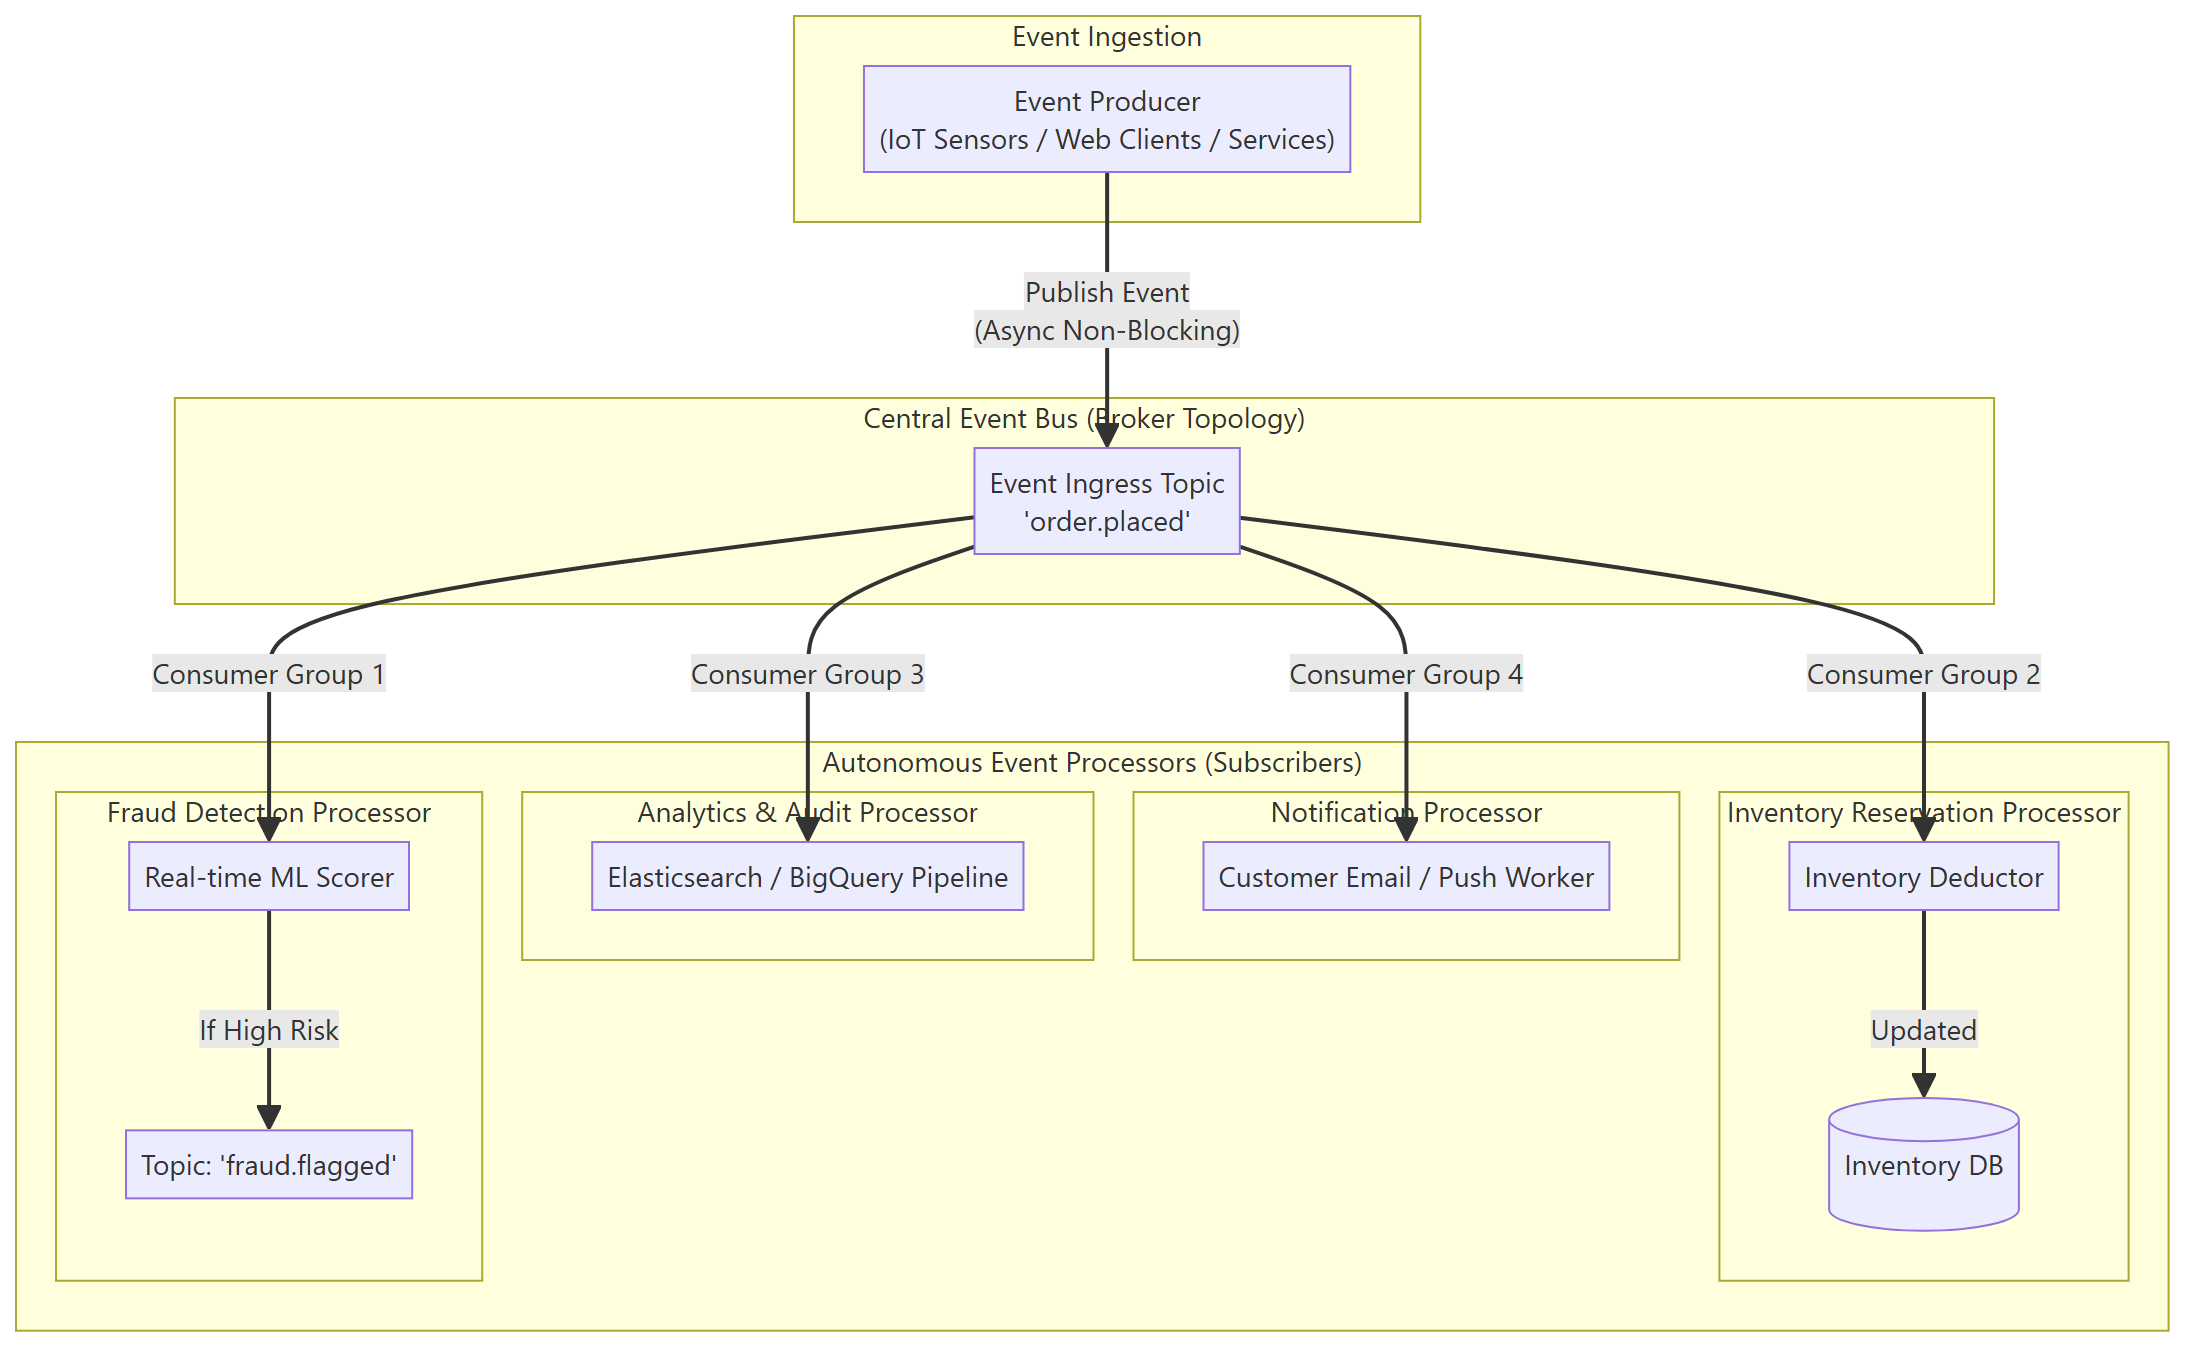 Event Ingestion
Event Producer
(IoT Sensors / Web Clients / Services)
Publish Event
(Async Non-Blocking)
Central Event Bus (Broker Topology)
Event Ingress Topic
'order.placed'
Consumer Group 1
Consumer Group 3
Consumer Group 4
Consumer Group 2
Autonomous Event Processors (Subscribers)
Fraud Detection Processor
Analytics & Audit Processor
Notification Processor
Inventory Reservation Processor
Real-time ML Scorer
Elasticsearch / BigQuery Pipeline
Customer Email / Push Worker
Inventory Deductor
If High Risk
Updated
Topic: 'fraud.flagged'
Inventory DB